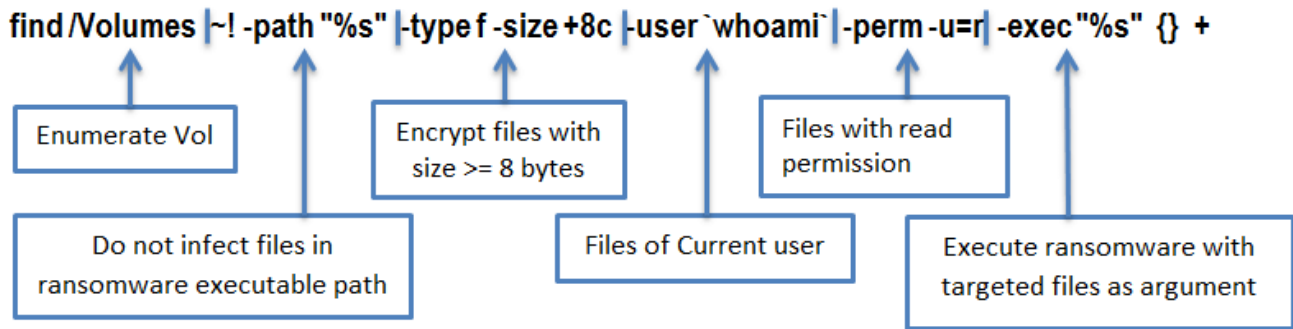 find /Volumes |~! -path "%s" |-type f -size +8c |-user `whoami` |-perm -u=r| -exec "%s" {} +
Enumerate Vol
Encrypt files with
size >= 8 bytes
Files with read
permission
Do not infect files in
ransomware executable path
Files of Current user
Execute ransomware with
targeted files as argument